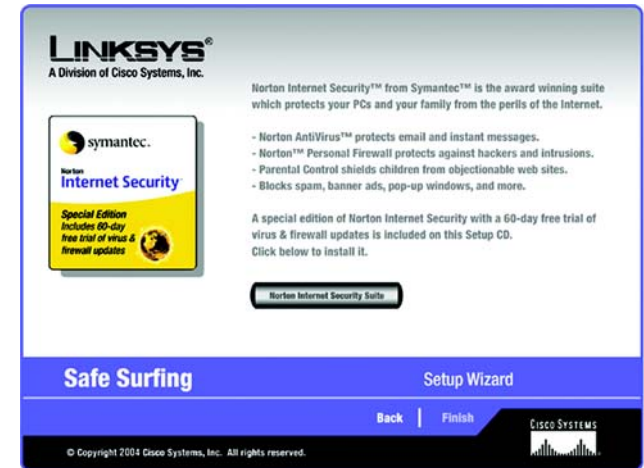 LINKSYS®
A Division of Cisco Systems, Inc.
symantec.
Norton
Internet Security
Special Edition
Includes 60-day
free trial of virus &
firewall updates
Norton Internet Security™ from Symantec™ is the award winning suite
which protects your PCs and your family from the perils of the Internet.
- Norton AntiVirus™ protects email and instant messages.
- Norton™ Personal Firewall protects against hackers and intrusions.
- Parental Control shields children from objectionable web sites.
- Blocks spam, banner ads, pop-up windows, and more.
A special edition of Norton Internet Security with a 60-day free trial of
virus & firewall updates is included on this Setup CD.
Click below to install it.
Norton Internet Security Suite
Safe Surfing
Setup Wizard
Back | Finish
CISCO SYSTEMS
© Copyright 2004 Cisco Systems, Inc. All rights reserved.